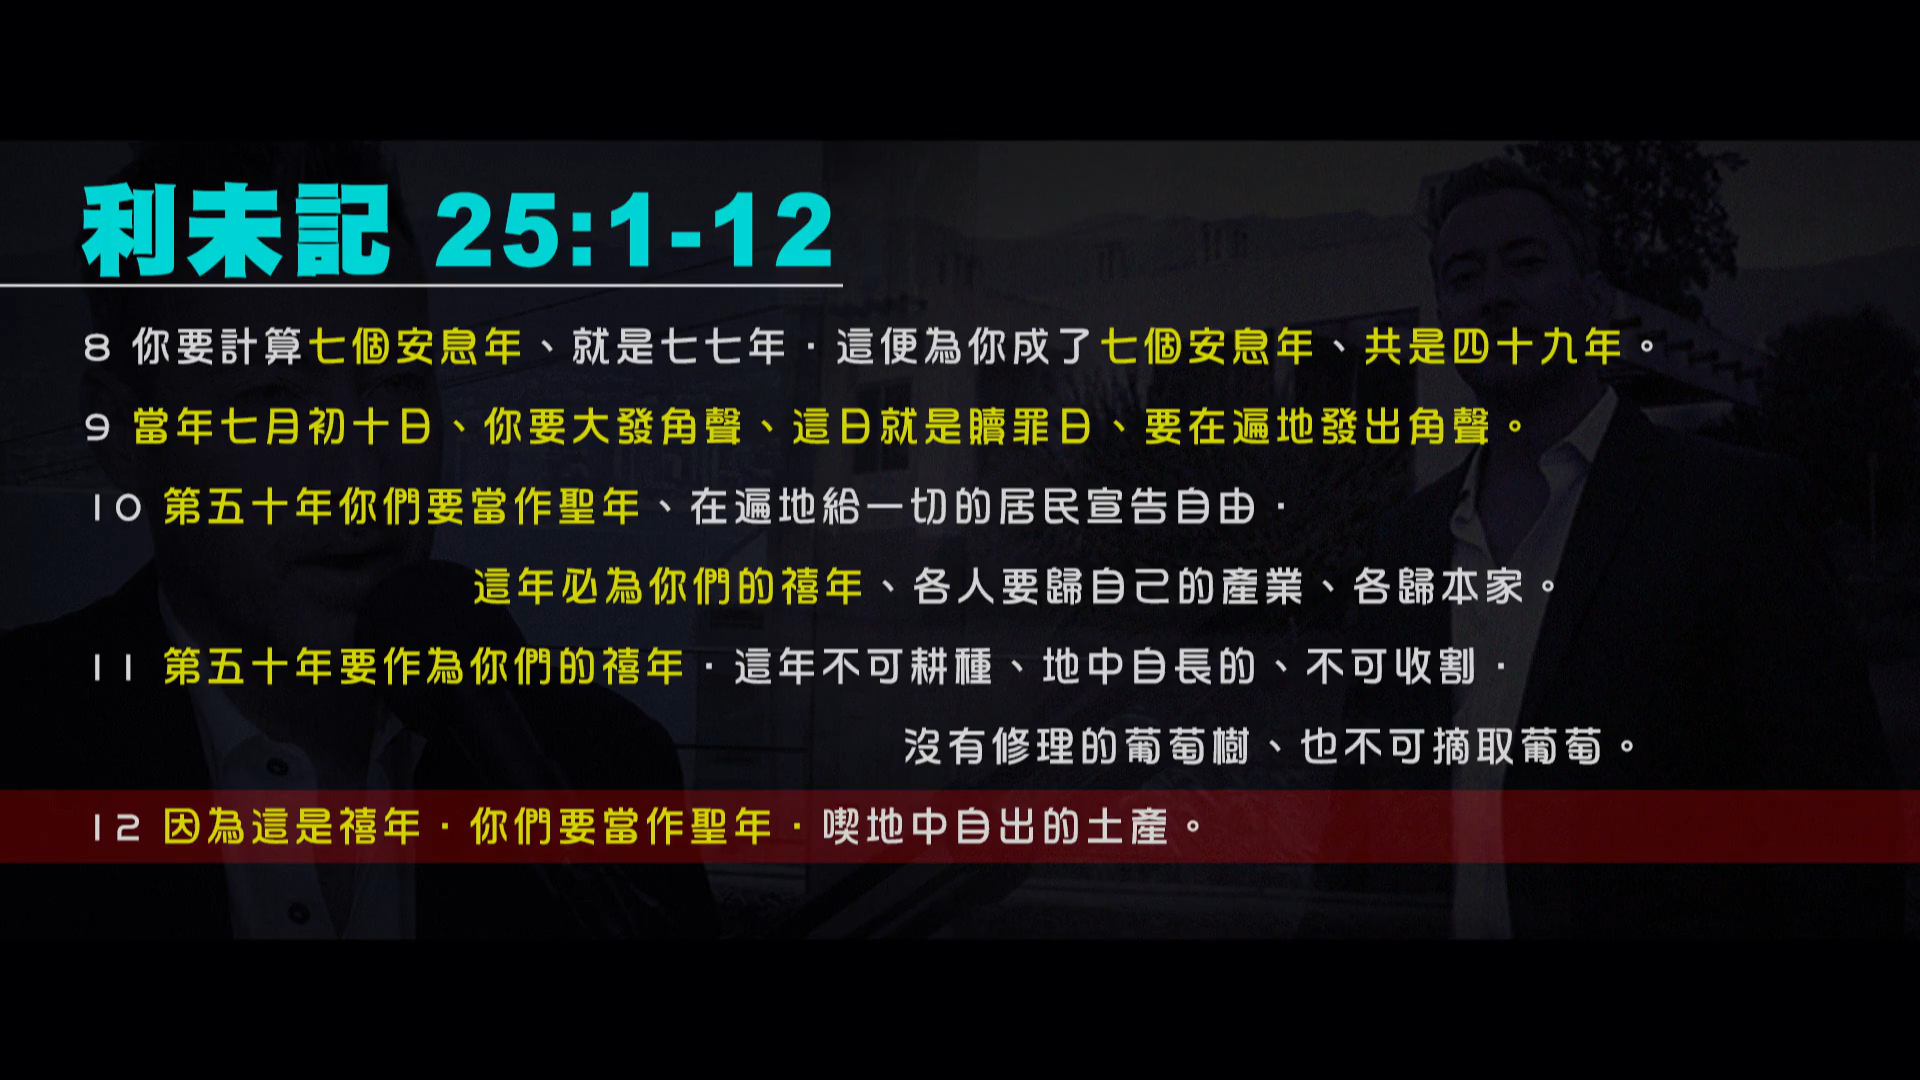 利未記 25:1-12
8 你要計算七個安息年、就是七七年．這便為你成了七個安息年、共是四十九年。
9 當年七月初十日、你要大發角聲、這日就是贖罪日、要在遍地發出角聲。
10 第五十年你們要當作聖年、在遍地給一切的居民宣告自由．
這年必為你們的禧年、各人要歸自己的產業、各歸本家。
11 第五十年要作為你們的禧年．這年不可耕種、地中自長的、不可收割．
沒有修理的葡萄樹、也不可摘取葡萄。
12 因為這是禧年．你們要當作聖年．喫地中自出的土產。